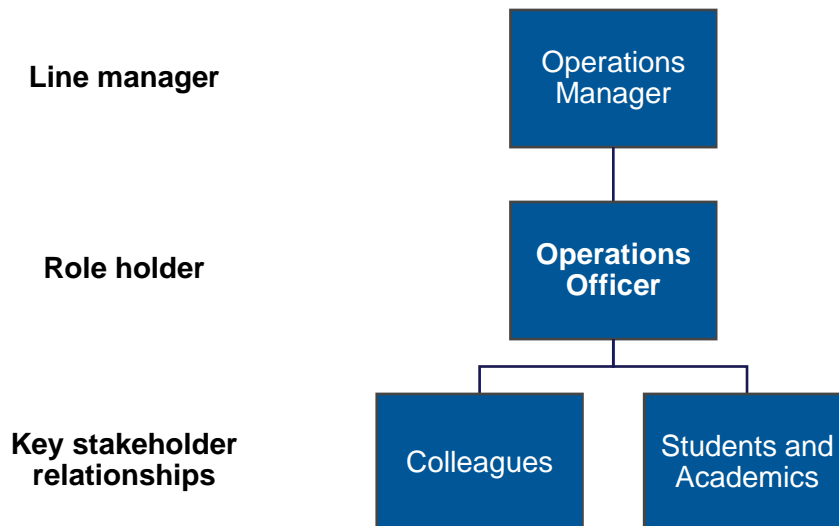 Line manager
Operations
Manager
Role holder
Operations
Officer
Key stakeholder
relationships
Colleagues
Students and
Academics